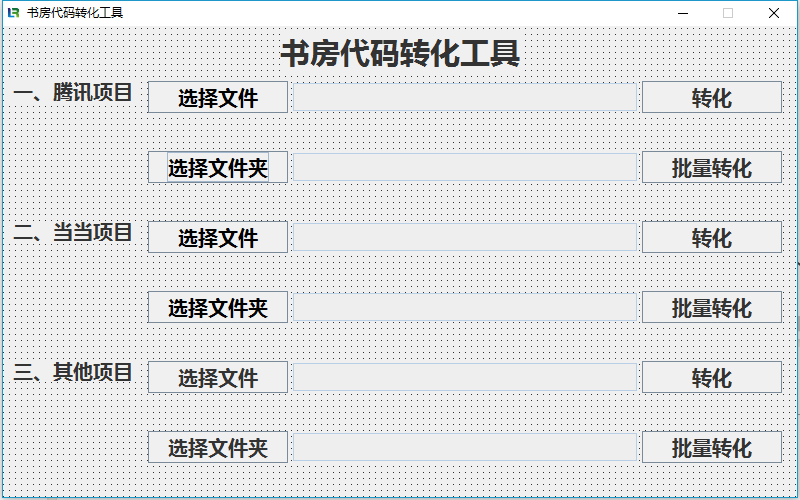 书房代码转化工具
书房代码转化工具
一、腾讯项目 选择文件 转化
选择文件夹 批量转化
二、当当项目 选择文件 转化
选择文件夹 批量转化
三、其他项目 选择文件 转化
选择文件夹 批量转化